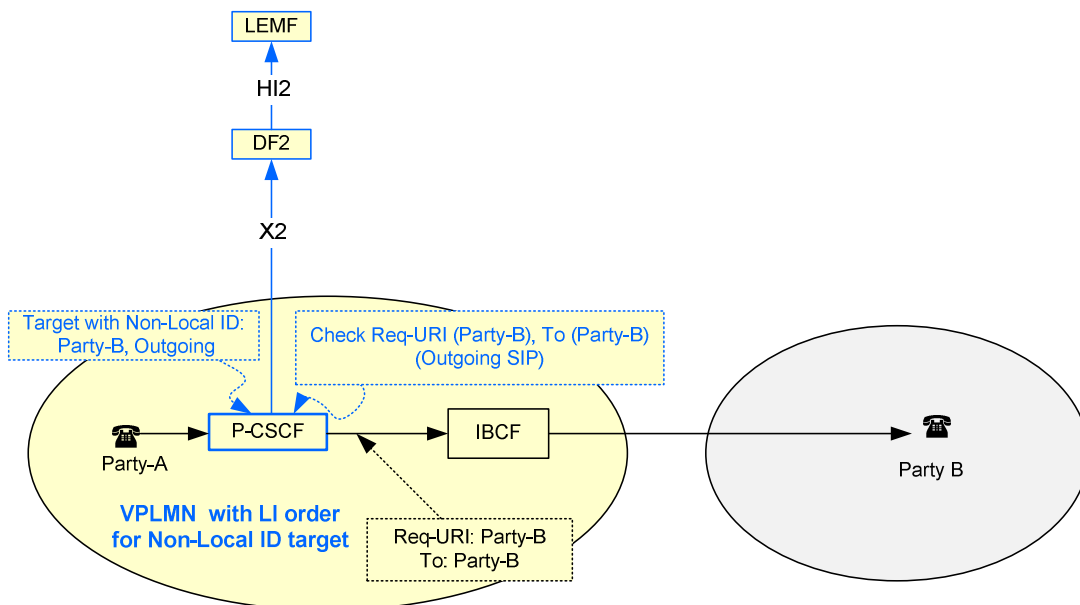 LEMF
HI2
DF2
X2
Target with Non-Local ID:
Party-B, Outgoing
Check Req-URI (Party-B), To (Party-B)
(Outgoing SIP)
P-CSCF
IBCF
Party-A
Party B
VPLMN with LI order
for Non-Local ID target
Req-URI: Party-B
To: Party-B